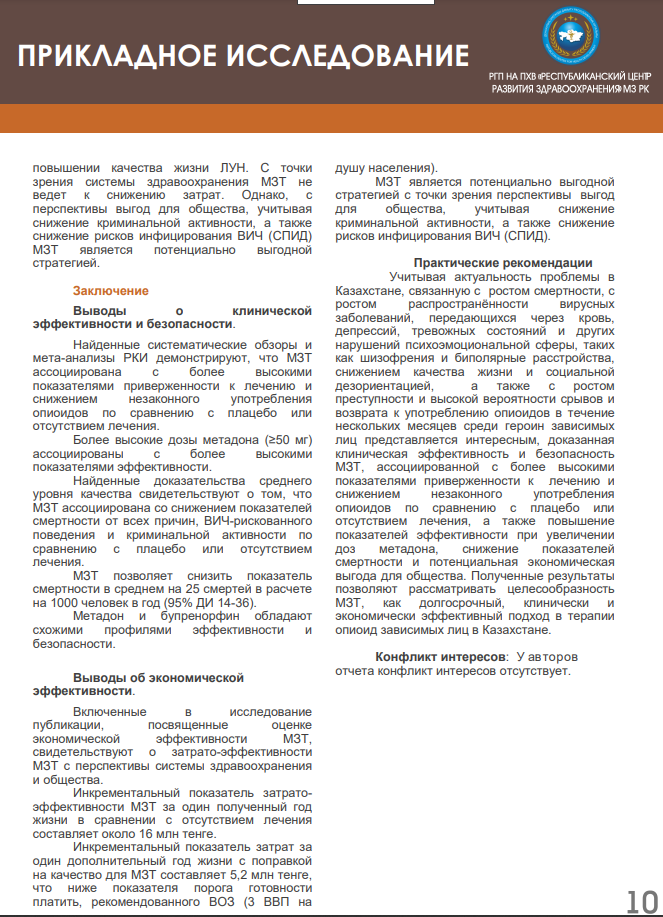 ПРИКЛАДНОЕ ИССЛЕДОВАНИЕ
РГП НА ПХВ «РЕСПУБЛИКАНСКИЙ ЦЕНТР
РАЗВИТИЯ ЗДРАВООХРАНЕНИЯ» МЗ РК
повышении качества жизни ЛУН. С точки
зрения системы здравоохранения МЗТ не
ведет к снижению затрат. Однако, с
перспективы выгод для общества, учитывая
снижение криминальной активности, а также
снижение рисков инфицирования ВИЧ (СПИД)
МЗТ является потенциально выгодной
стратегией.
Заключение
Выводы о клинической
эффективности и безопасности.
Найденные систематические обзоры и
мета-анализы РКИ демонстрируют, что МЗТ
ассоциирована с более высокими
показателями приверженности к лечению и
снижением незаконного употребления
опиоидов по сравнению с плацебо или
отсутствием лечения.
Более высокие дозы метадона (≥50 мг)
ассоциированы с более высокими
показателями эффективности.
Найденные доказательства среднего
уровня качества свидетельствуют о том, что
МЗТ ассоциирована со снижением показателей
смертности от всех причин, ВИЧ-рискованного
поведения и криминальной активности по
сравнению с плацебо или отсутствием
лечения.
МЗТ позволяет снизить показатель
смертности в среднем на 25 смертей в расчете
на 1000 человек в год (95% ДИ 14-36).
Метадон и бупренорфин обладают
схожими профилями эффективности и
безопасности.
Выводы об экономической
эффективности.
Включенные в исследование
публикации, посвященные оценке
экономической эффективности МЗТ,
свидетельствуют о затрато-эффективности
МЗТ с перспективы системы здравоохранения
и общества.
Инкрементальный показатель затрато-
эффективности МЗТ за один полученный год
жизни в сравнении с отсутствием лечения
составляет около 16 млн тенге.
Инкрементальный показатель затрат за
один дополнительный год жизни с поправкой
на качество для МЗТ составляет 5,2 млн тенге,
что ниже показателя порога готовности
платить, рекомендованного ВОЗ (3 ВВП на
душу населения).
МЗТ является потенциально выгодной
стратегией с точки зрения перспективы выгод
для общества, учитывая снижение
криминальной активности, а также снижение
рисков инфицирования ВИЧ (СПИД).
Практические рекомендации
Учитывая актуальность проблемы в
Казахстане, связанную с ростом смертности, с
ростом распространённости вирусных
заболеваний, передающихся через кровь,
депрессий, тревожных состояний и других
нарушений психоэмоциональной сферы, таких
как шизофрения и биполярные расстройства,
снижением качества жизни и социальной
дезориентацией, а также с ростом
преступности и высокой вероятности срывов и
возврата к употреблению опиоидов в течение
нескольких месяцев среди героин зависимых
лиц представляется интересным, доказанная
клиническая эффективность и безопасность
МЗТ, ассоциированной с более высокими
показателями приверженности к лечению и
снижением незаконного употребления
опиоидов по сравнению с плацебо или
отсутствием лечения, а также повышение
показателей эффективности при увеличении
доз метадона, снижение показателей
смертности и потенциальная экономическая
выгода для общества. Полученные результаты
позволяют рассматривать целесообразность
МЗТ, как долгосрочный, клинически и
экономически эффективный подход в терапии
опиоид зависимых лиц в Казахстане.
Конфликт интересов: У авторов
отчета конфликт интересов отсутствует.
10